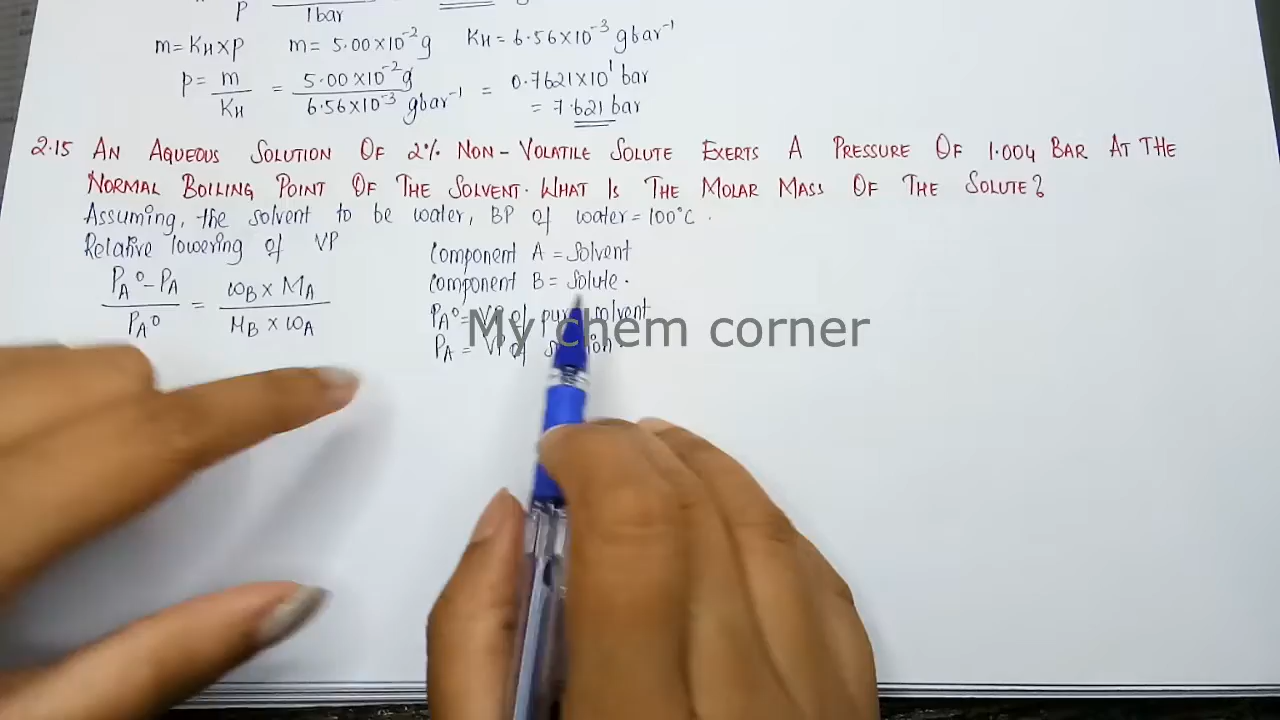 P
1bar
m = KH×p m = 5.00×10⁻²g KH = 6.56×10⁻³ gbar⁻¹
p = m/KH = 5.00×10⁻²g / 6.56×10⁻³ gbar⁻¹ = 0.7621×10¹ bar
= 7.621 bar
2.15 AN AQUEOUS SOLUTION OF 2% NON-VOLATILE SOLUTE EXERTS A PRESSURE OF 1.004 BAR AT THE
NORMAL BOILING POINT OF THE SOLVENT. WHAT IS THE MOLAR MASS OF THE SOLUTE?
Assuming, the solvent to be water, BP of water = 100°C.
Relative lowering of VP
PA° - PA / PA° = ωB × MA / MB × ωA
Component A = Solvent
Component B = Solute.
PA° = VP of pure solvent
PA = VP of
My chem corner